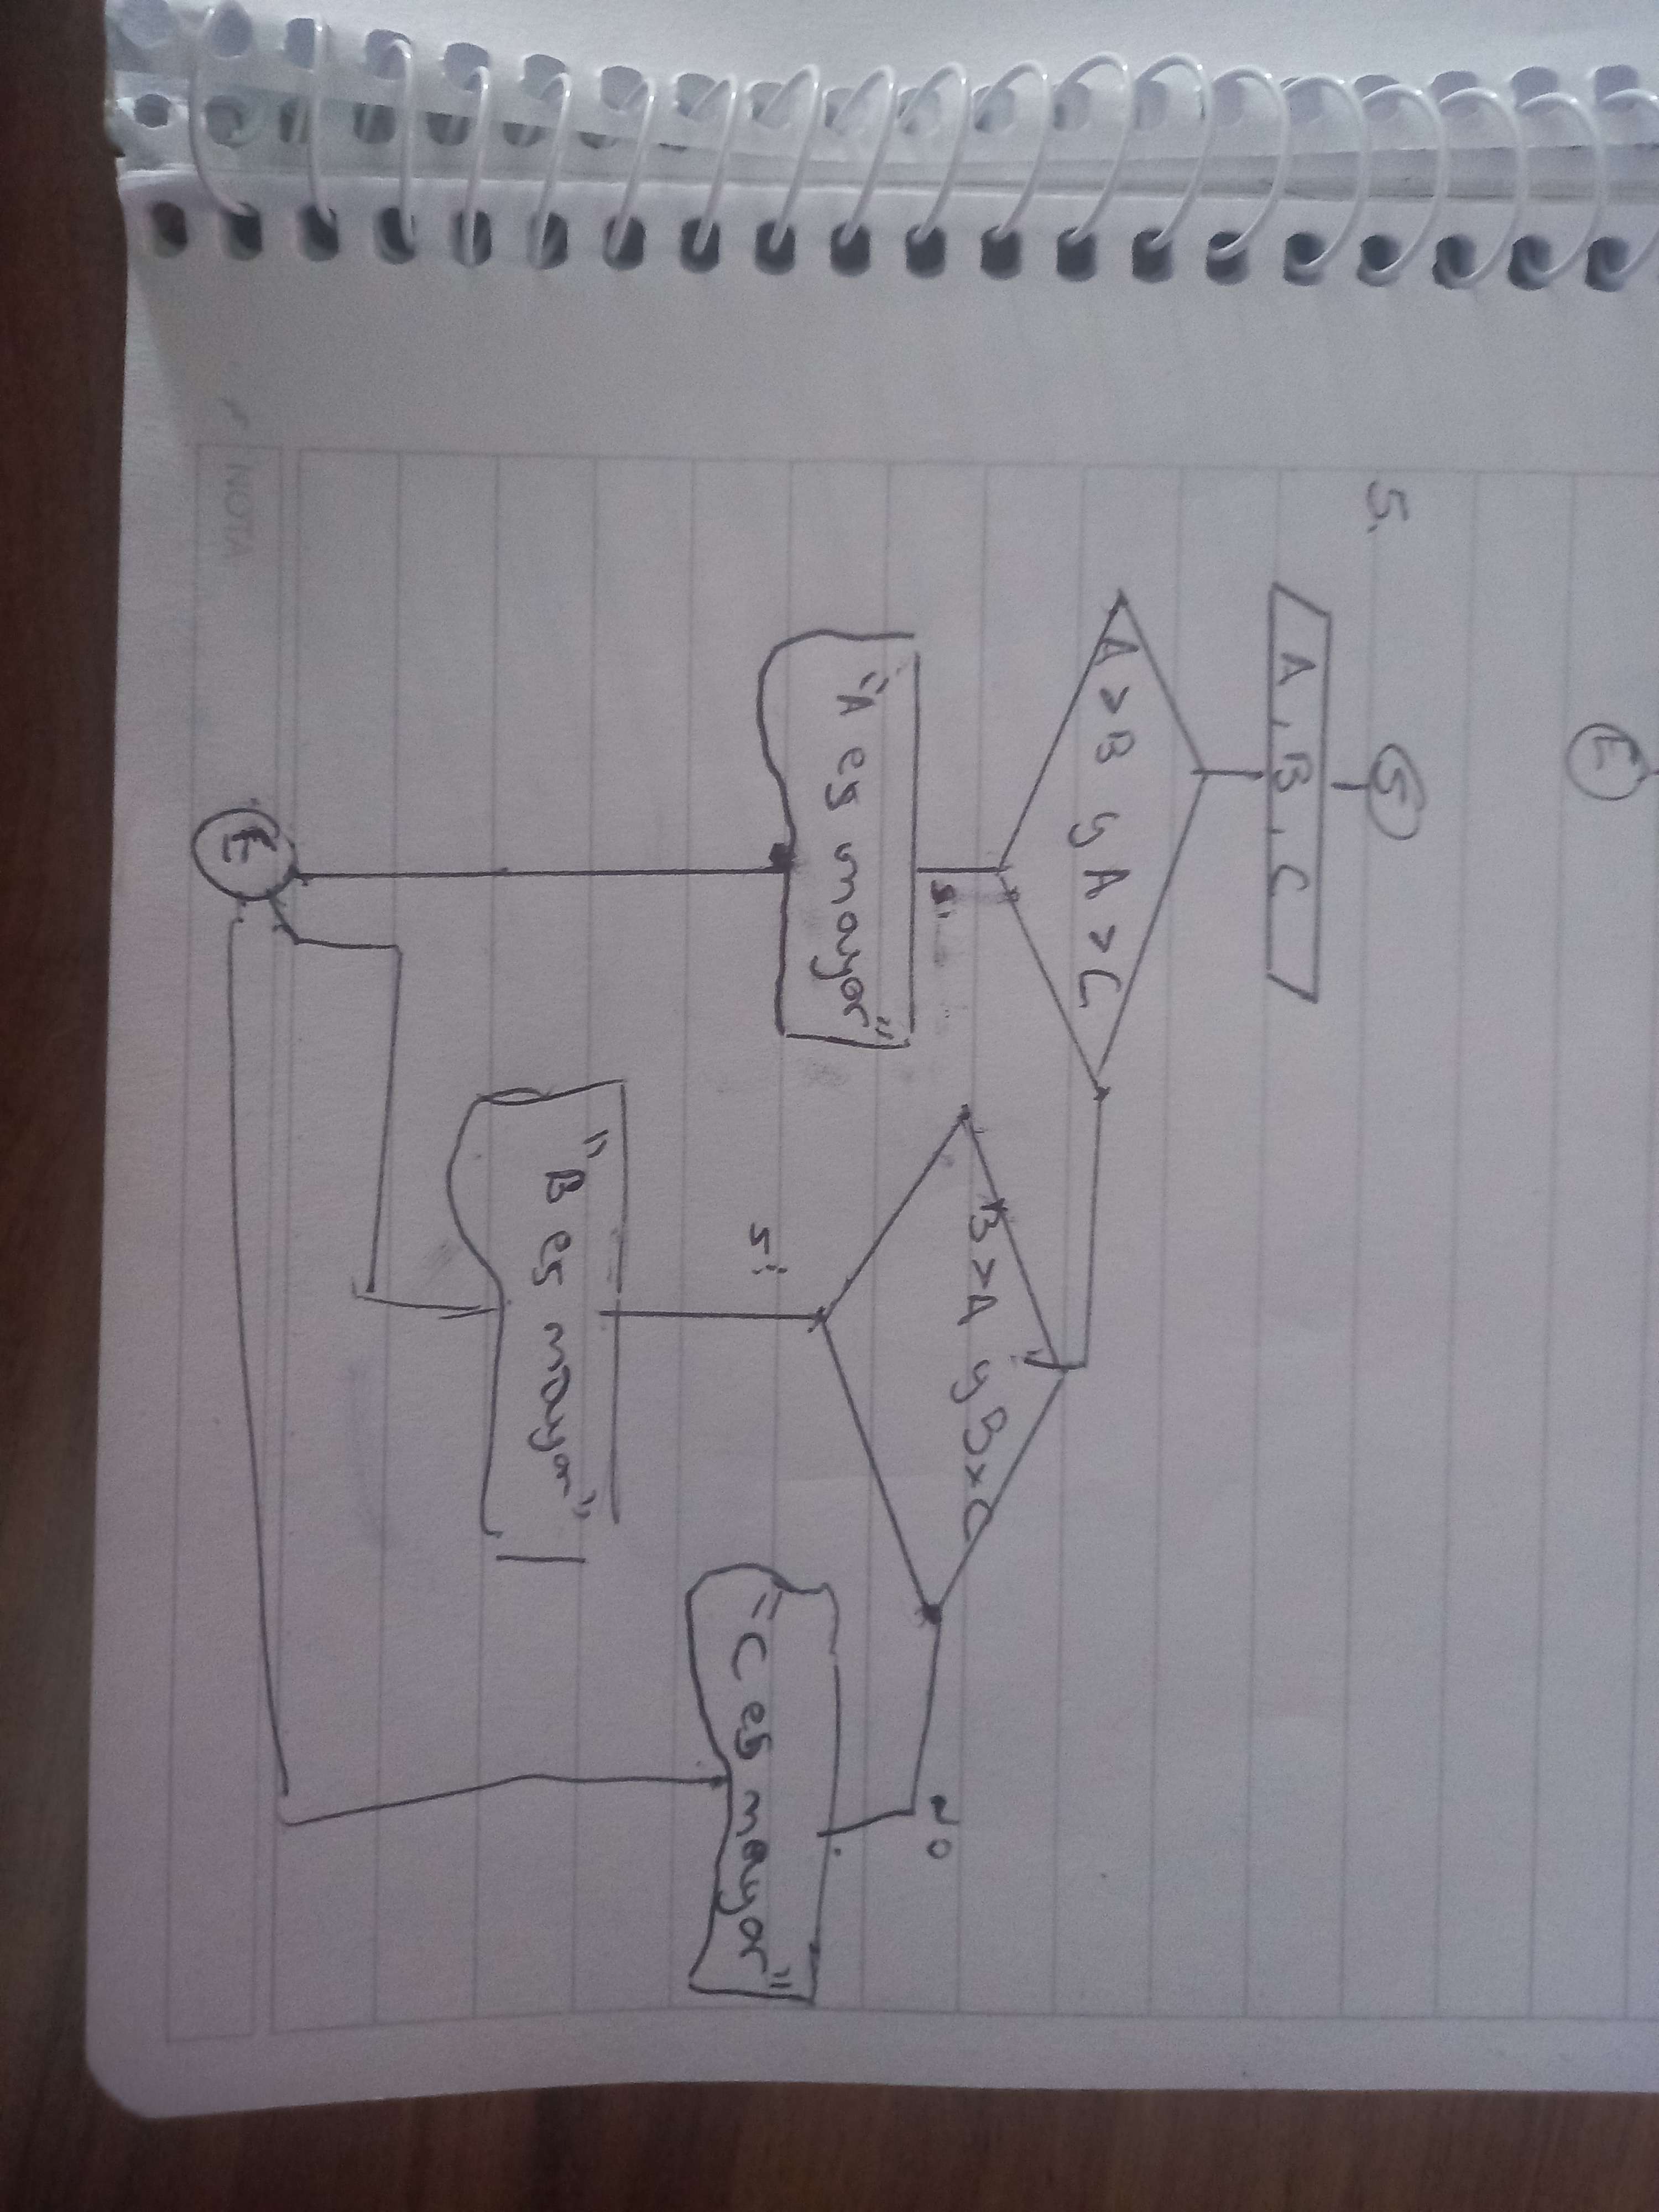 E
5.
S
A, B, C
A > B y A > C
si
"A es mayor"
B > A y B > C
si
"B es mayor"
NO
"C es mayor"
E
NOTA